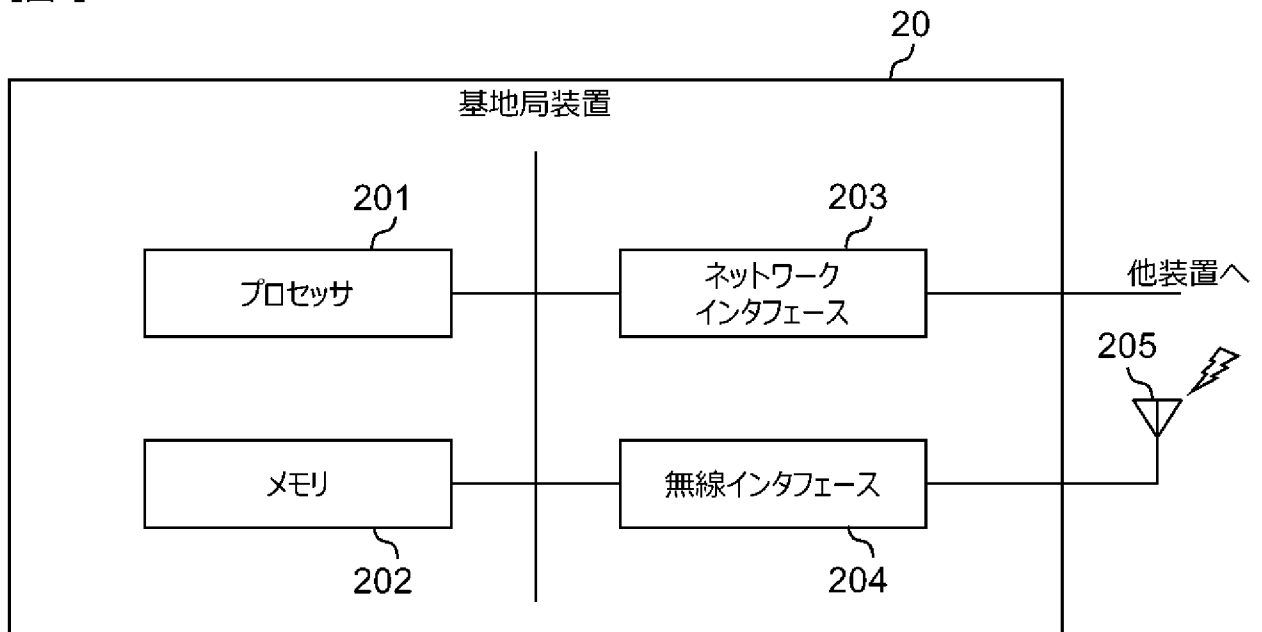 20
基地局装置
201
203
プロセッサ
ネットワーク
インタフェース
他装置へ
205
メモリ
無線インタフェース
202
204